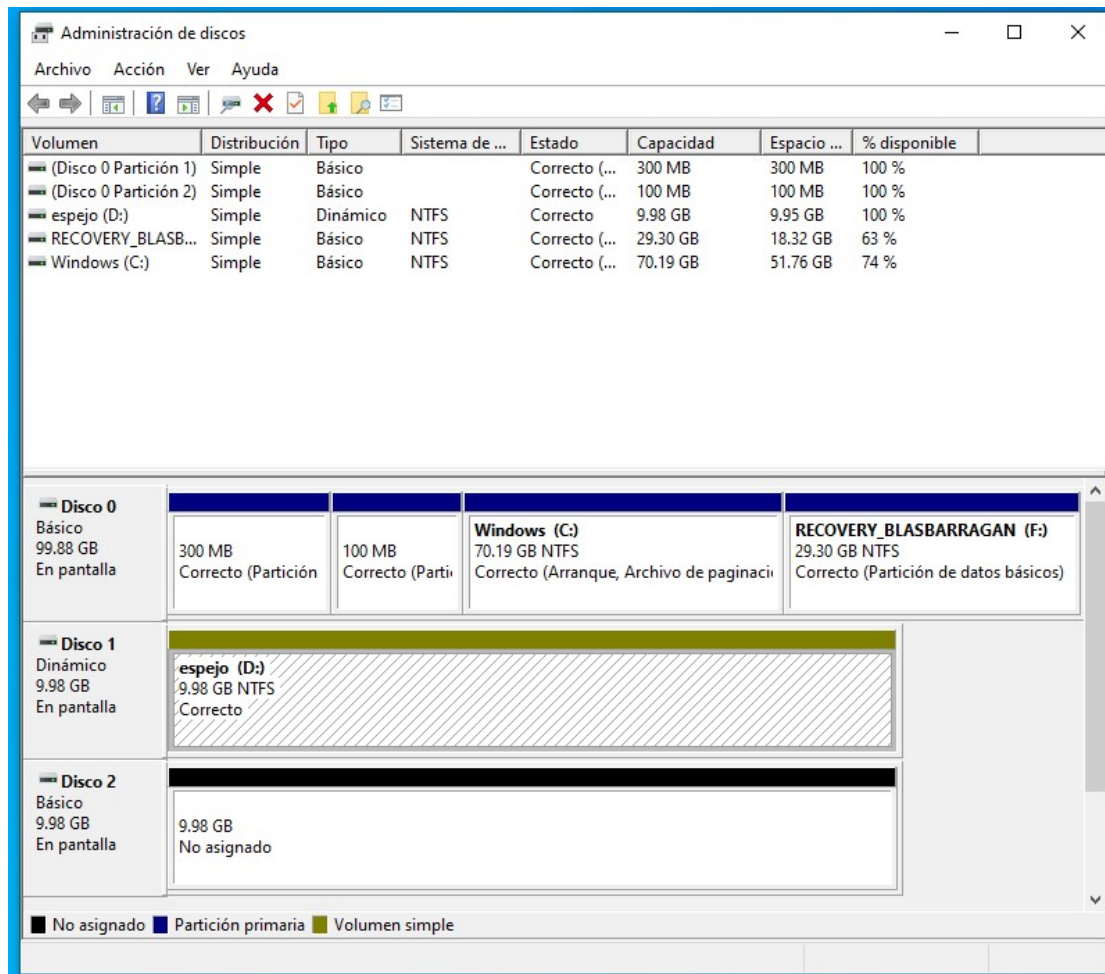 Administración de discos
Archivo Acción Ver Ayuda
Volumen Distribución Tipo Sistema de ... Estado Capacidad Espacio ... % disponible
(Disco 0 Partición 1) Simple Básico Correcto (... 300 MB 300 MB 100 %
(Disco 0 Partición 2) Simple Básico Correcto (... 100 MB 100 MB 100 %
espejo (D:) Simple Dinámico NTFS Correcto 9.98 GB 9.95 GB 100 %
RECOVERY_BLASB... Simple Básico NTFS Correcto (... 29.30 GB 18.32 GB 63 %
Windows (C:) Simple Básico NTFS Correcto (... 70.19 GB 51.76 GB 74 %
Disco 0
Básico
99.88 GB
En pantalla
300 MB
Correcto (Partición
100 MB
Correcto (Parti
Windows (C:)
70.19 GB NTFS
Correcto (Arranque, Archivo de paginaci
RECOVERY_BLASBARRAGAN (F:)
29.30 GB NTFS
Correcto (Partición de datos básicos)
Disco 1
Dinámico
9.98 GB
En pantalla
espejo (D:)
9.98 GB NTFS
Correcto
Disco 2
Básico
9.98 GB
En pantalla
9.98 GB
No asignado
No asignado Partición primaria Volumen simple